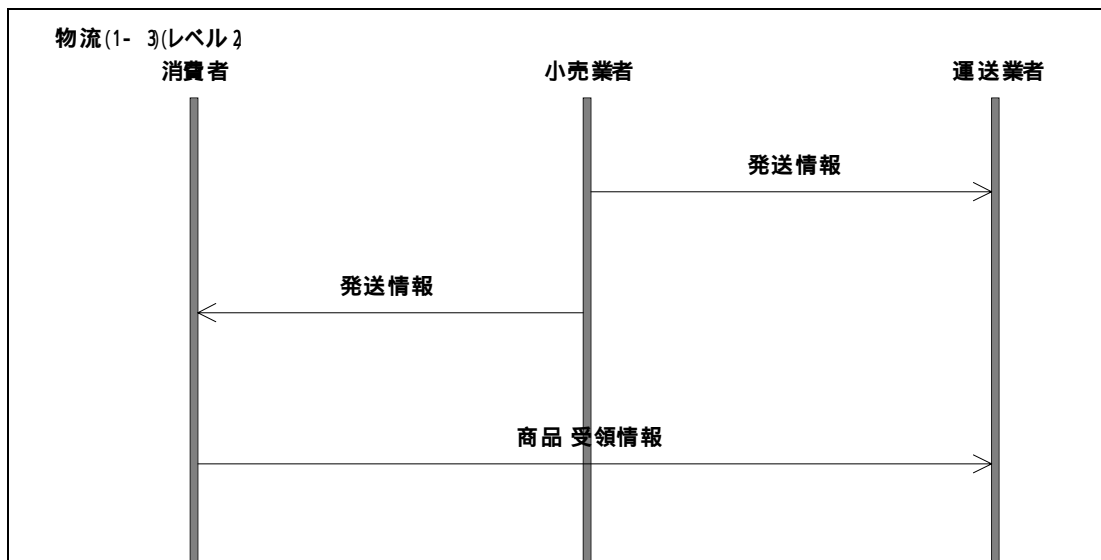 物流(1- 3)(レベル2)
消費者 小売業者 運送業者
発送情報
発送情報
商品 受領情報